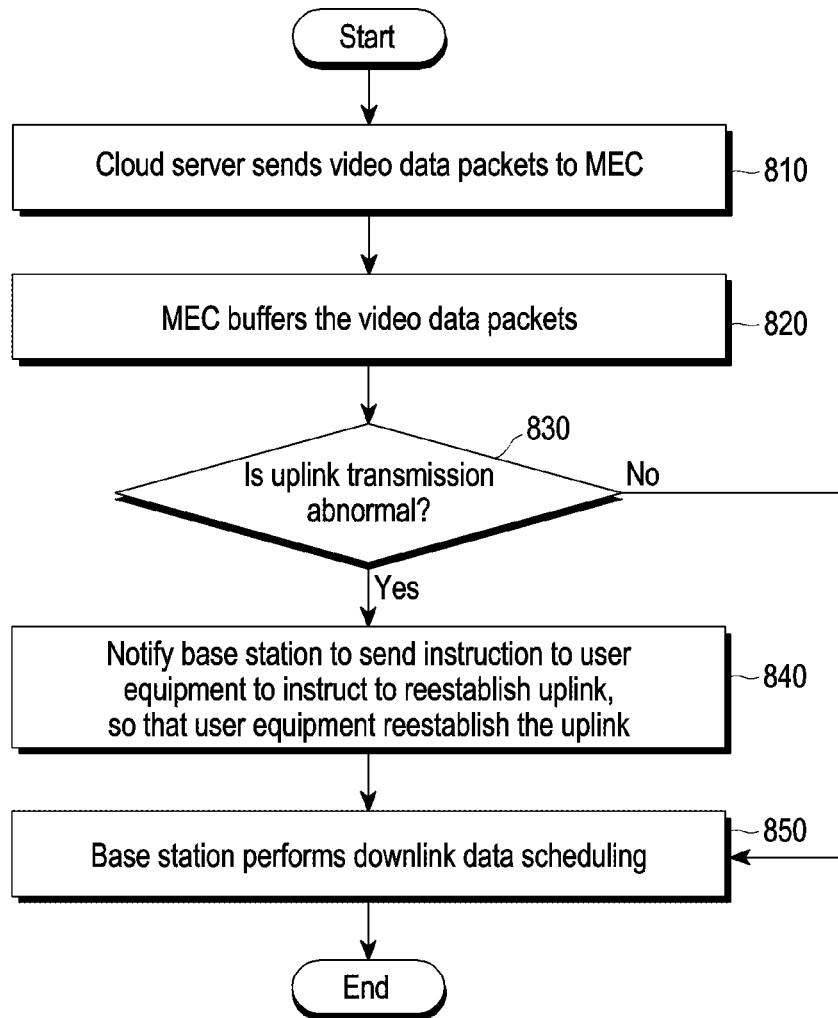 Start
Cloud server sends video data packets to MEC
810
MEC buffers the video data packets
820
830
Is uplink transmission
abnormal?
No
Yes
Notify base station to send instruction to user
equipment to instruct to reestablish uplink,
so that user equipment reestablish the uplink
840
850
Base station performs downlink data scheduling
End